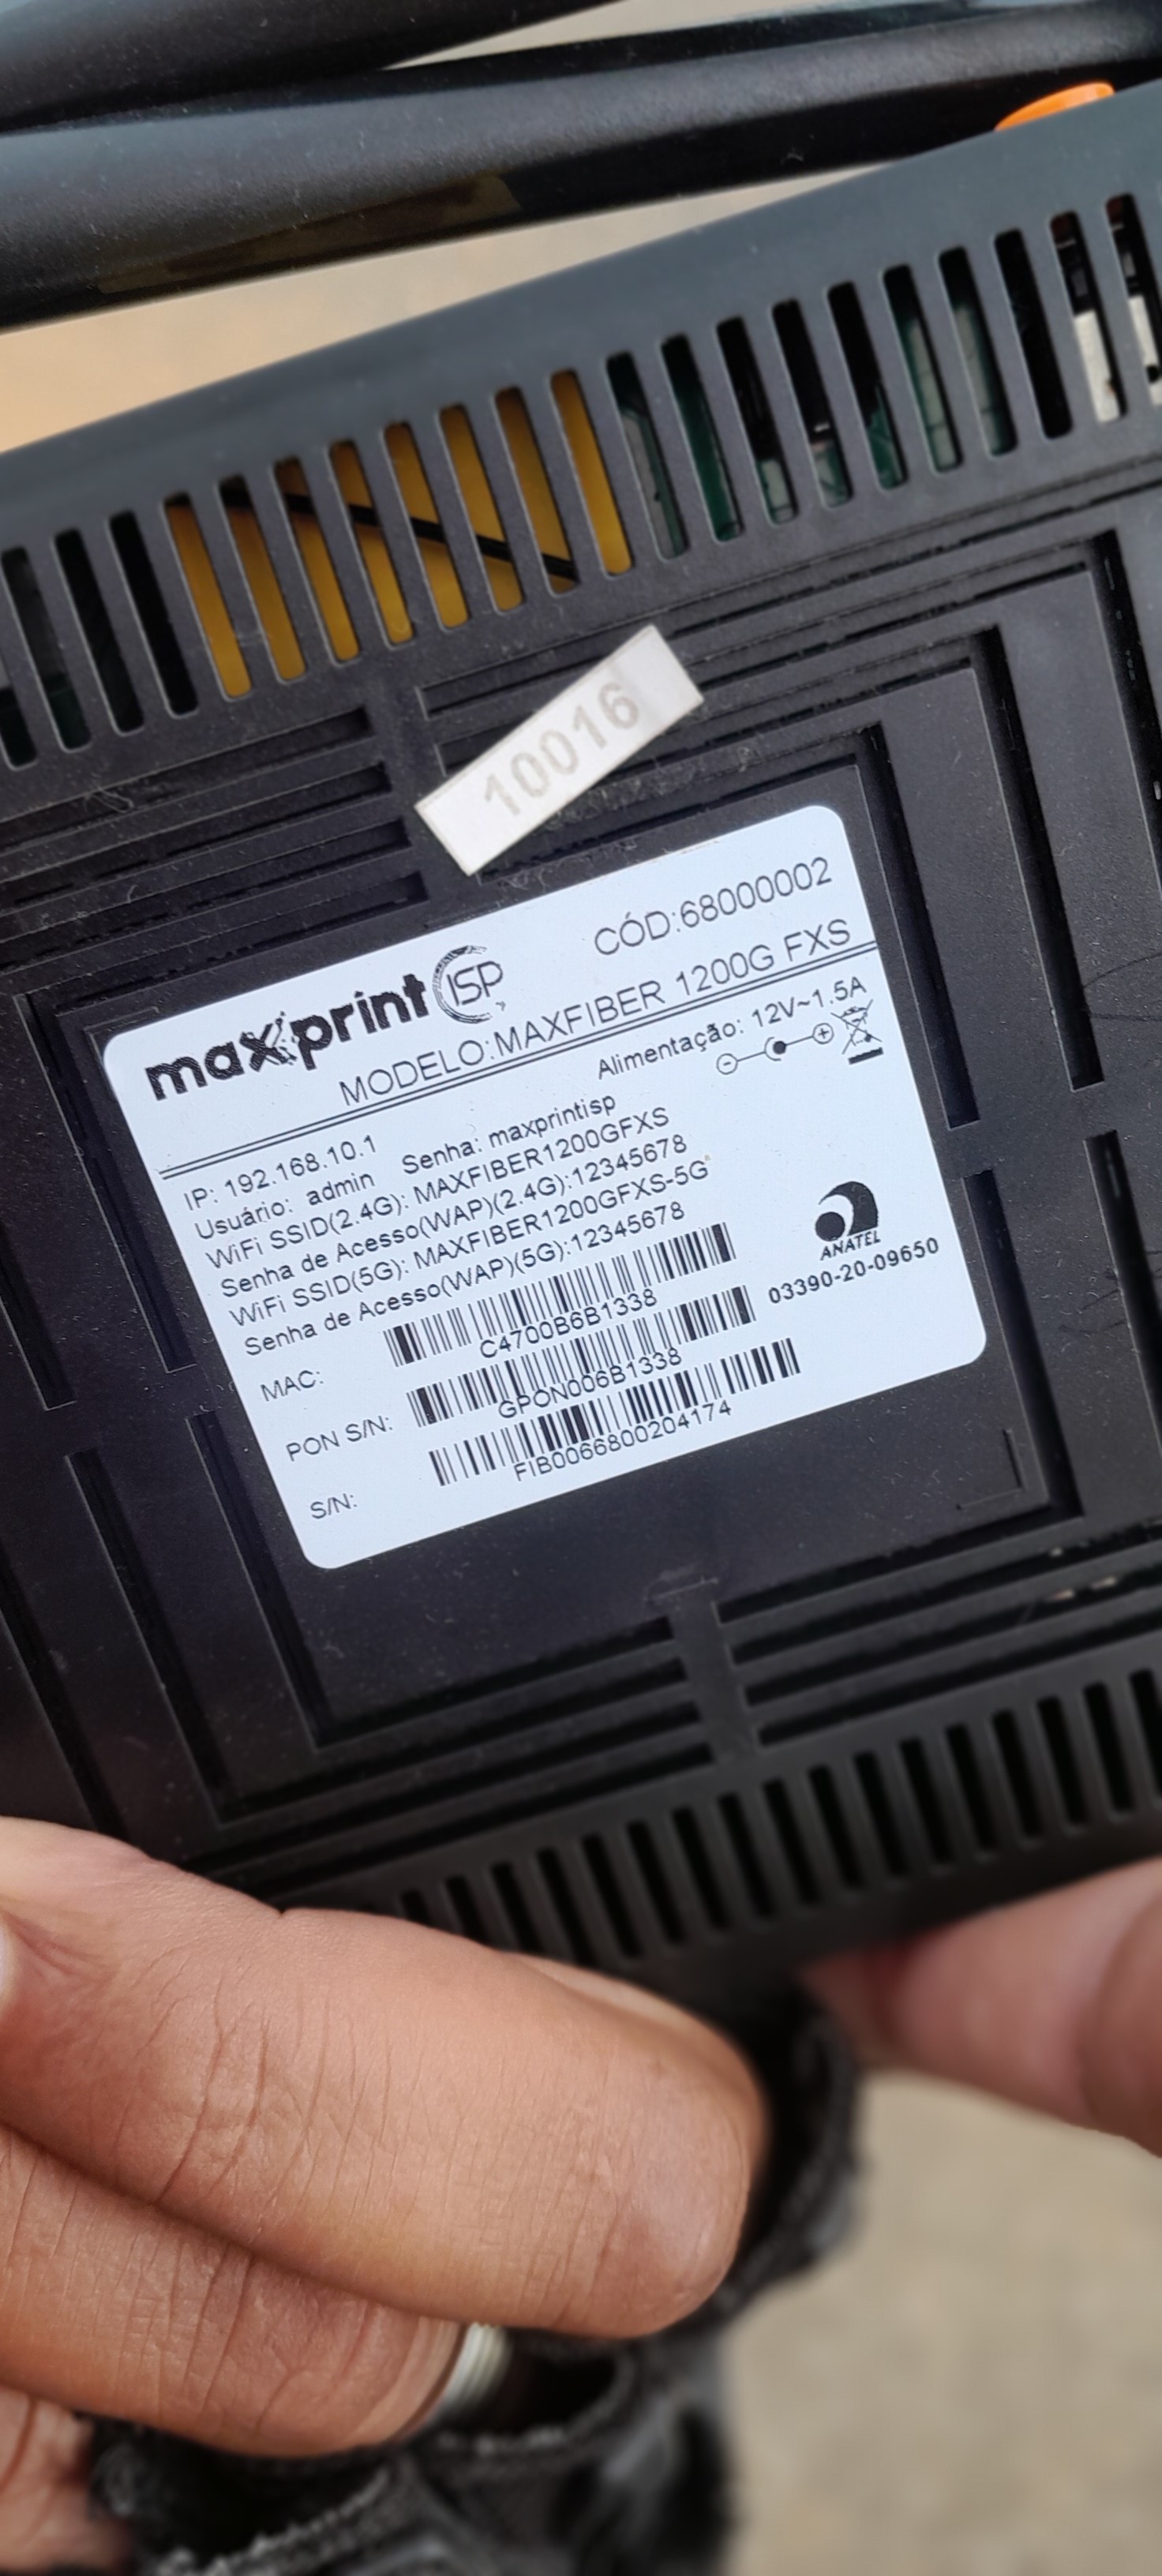 10016
maxprint ISP
CÓD:68000002
MODELO:MAXFIBER 1200G FXS
Alimentação: 12V~1.5A
IP: 192.168.10.1
Usuário: admin Senha: maxprintisp
WiFi SSID(2.4G): MAXFIBER1200GFXS
Senha de Acesso(WAP)(2.4G):12345678
WiFi SSID(5G): MAXFIBER1200GFXS-5G
Senha de Acesso(WAP)(5G):12345678
ANATEL
03390-20-09650
MAC: C4700B6B1338
PON S/N: GPON006B1338
S/N: FIB0066800204174